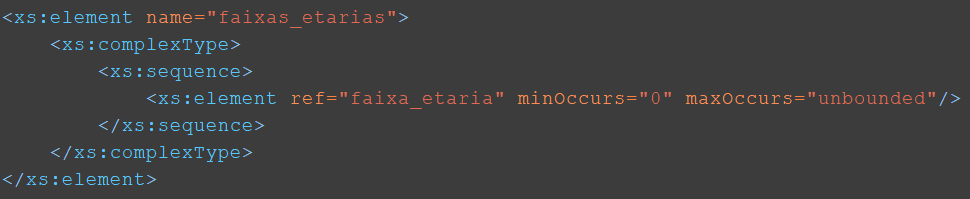 <xs:element name="faixas_etarias">
    <xs:complexType>
        <xs:sequence>
            <xs:element ref="faixa_etaria" minOccurs="0" maxOccurs="unbounded"/>
        </xs:sequence>
    </xs:complexType>
</xs:element>